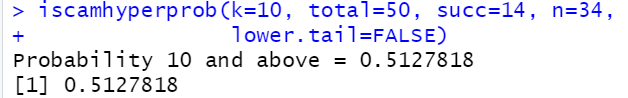 > iscamhyperprob(k=10, total=50, succ=14, n=34,
+               lower.tail=FALSE)
Probability 10 and above = 0.5127818
[1] 0.5127818